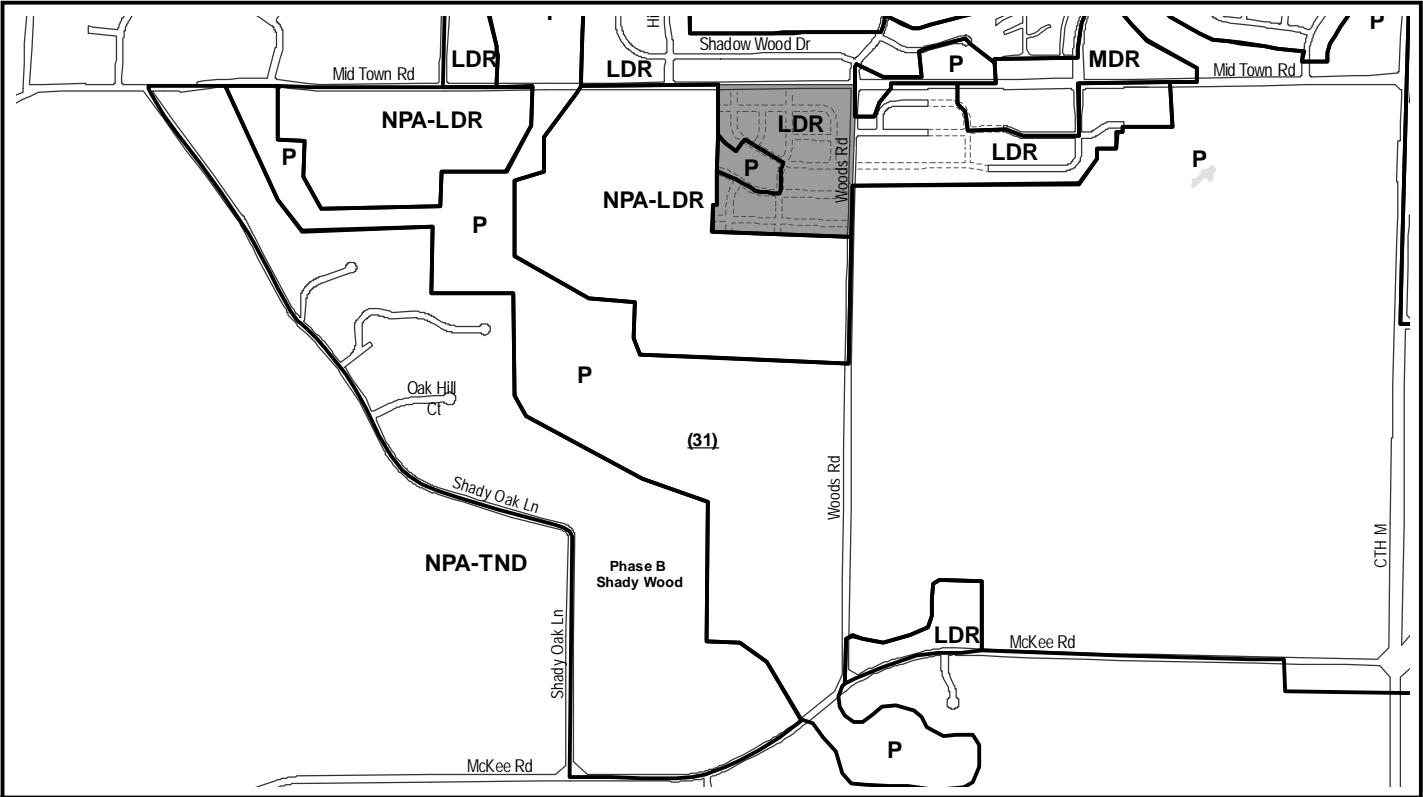 P
P
Hi
Shadow Wood Dr
LDR
LDR
P
MDR
Mid Town Rd
Mid Town Rd
NPA-LDR
LDR
P
LDR
P
P
Woods Rd
NPA-LDR
P
P
Oak Hill
Ct
(31)
Woods Rd
Shady Oak Ln
CTH M
NPA-TND
Phase B
Shady Wood
Shady Oak Ln
LDR
McKee Rd
P
McKee Rd